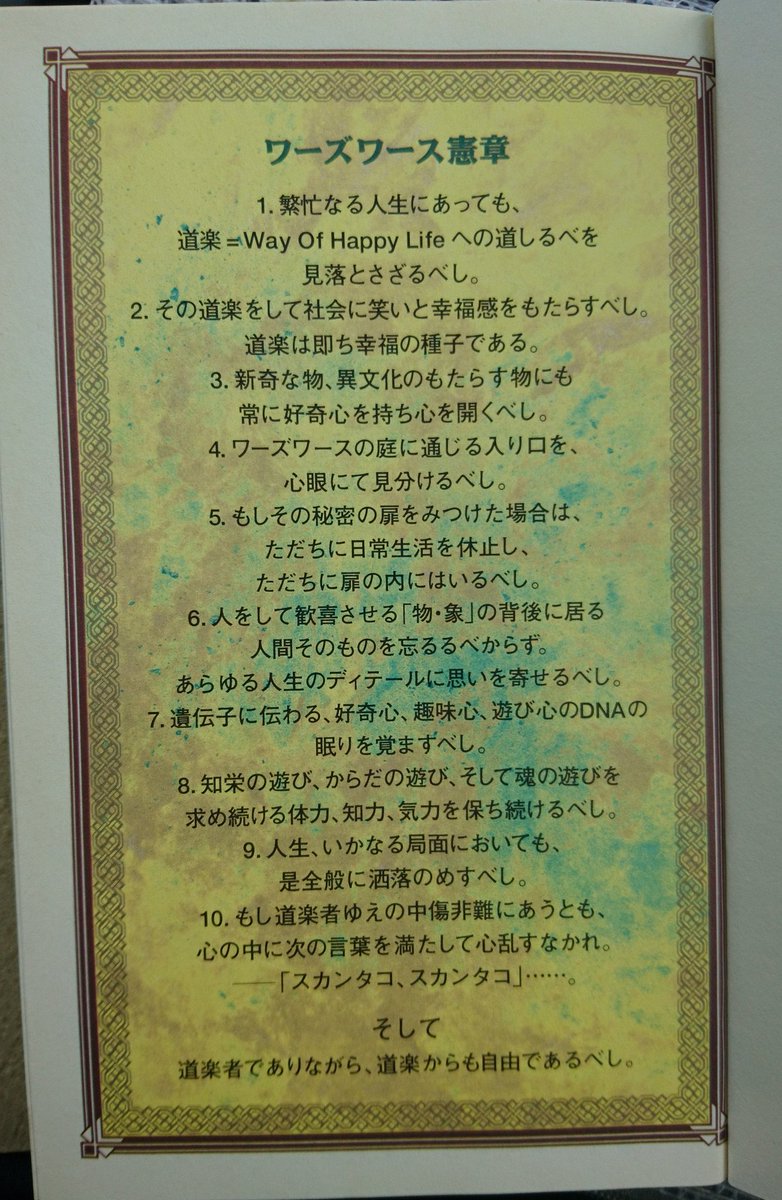 ワーズワース憲章
1. 繁忙なる人生にあっても、
道楽=Way Of Happy Life への道しるべを
見落とさざるべし。
2. その道楽をして社会に笑いと幸福感をもたらすべし。
道楽は即ち幸福の種子である。
3. 新奇な物、異文化のもたらす物にも
常に好奇心を持ち心を開くべし。
4. ワーズワースの庭に通じる入り口を、
心眼にて見分けるべし。
5. もしその秘密の扉をみつけた場合は、
ただちに日常生活を休止し、
ただちに扉の内にはいるべし。
6. 人をして歓喜させる「物・象」の背後に居る
人間そのものを忘るるべからず。
あらゆる人生のディテールに思いを寄せるべし。
7. 遺伝子に伝わる、好奇心、趣味心、遊び心のDNAの
眠りを覚ますべし。
8. 知栄の遊び、からだの遊び、そして魂の遊びを
求め続ける体力、知力、気力を保ち続けるべし。
9. 人生、いかなる局面においても、
是全般に洒落のめすべし。
10. もし道楽者ゆえの中傷非難にあうとも、
心の中に次の言葉を満たして心乱すなかれ。
──「スカンタコ、スカンタコ」……。
そして
道楽者でありながら、道楽からも自由であるべし。